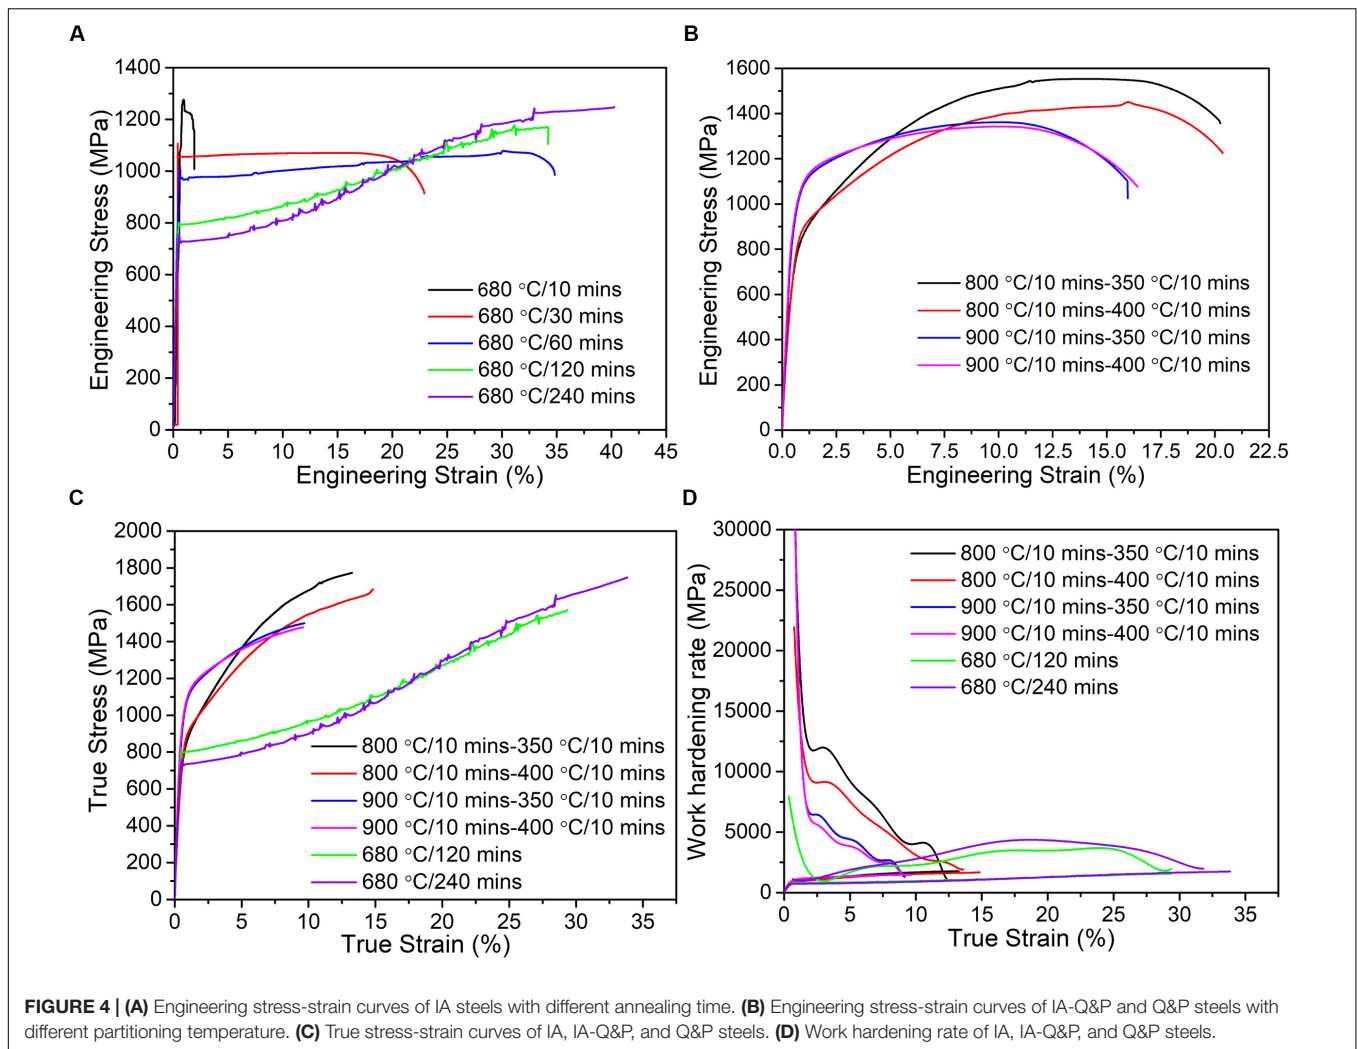 A
1400
1200
1000
800
600
400
200
0
Engineering Stress (MPa)
680 °C/10 mins
680 °C/30 mins
680 °C/60 mins
680 °C/120 mins
680 °C/240 mins
0 5 10 15 20 25 30 35 40 45
Engineering Strain (%)
B
1600
1400
1200
1000
800
600
400
200
0
Engineering Stress (MPa)
800 °C/10 mins-350 °C/10 mins
800 °C/10 mins-400 °C/10 mins
900 °C/10 mins-350 °C/10 mins
900 °C/10 mins-400 °C/10 mins
0.0 2.5 5.0 7.5 10.0 12.5 15.0 17.5 20.0 22.5
Engineering Strain (%)
C
2000
1800
1600
1400
1200
1000
800
600
400
200
0
True Stress (MPa)
800 °C/10 mins-350 °C/10 mins
800 °C/10 mins-400 °C/10 mins
900 °C/10 mins-350 °C/10 mins
900 °C/10 mins-400 °C/10 mins
680 °C/120 mins
680 °C/240 mins
0 5 10 15 20 25 30 35
True Strain (%)
D
30000
25000
20000
15000
10000
5000
0
Work hardening rate (MPa)
800 °C/10 mins-350 °C/10 mins
800 °C/10 mins-400 °C/10 mins
900 °C/10 mins-350 °C/10 mins
900 °C/10 mins-400 °C/10 mins
680 °C/120 mins
680 °C/240 mins
0 5 10 15 20 25 30 35
True Strain (%)
FIGURE 4 | (A) Engineering stress-strain curves of IA steels with different annealing time. (B) Engineering stress-strain curves of IA-Q&P and Q&P steels with
different partitioning temperature. (C) True stress-strain curves of IA, IA-Q&P, and Q&P steels. (D) Work hardening rate of IA, IA-Q&P, and Q&P steels.